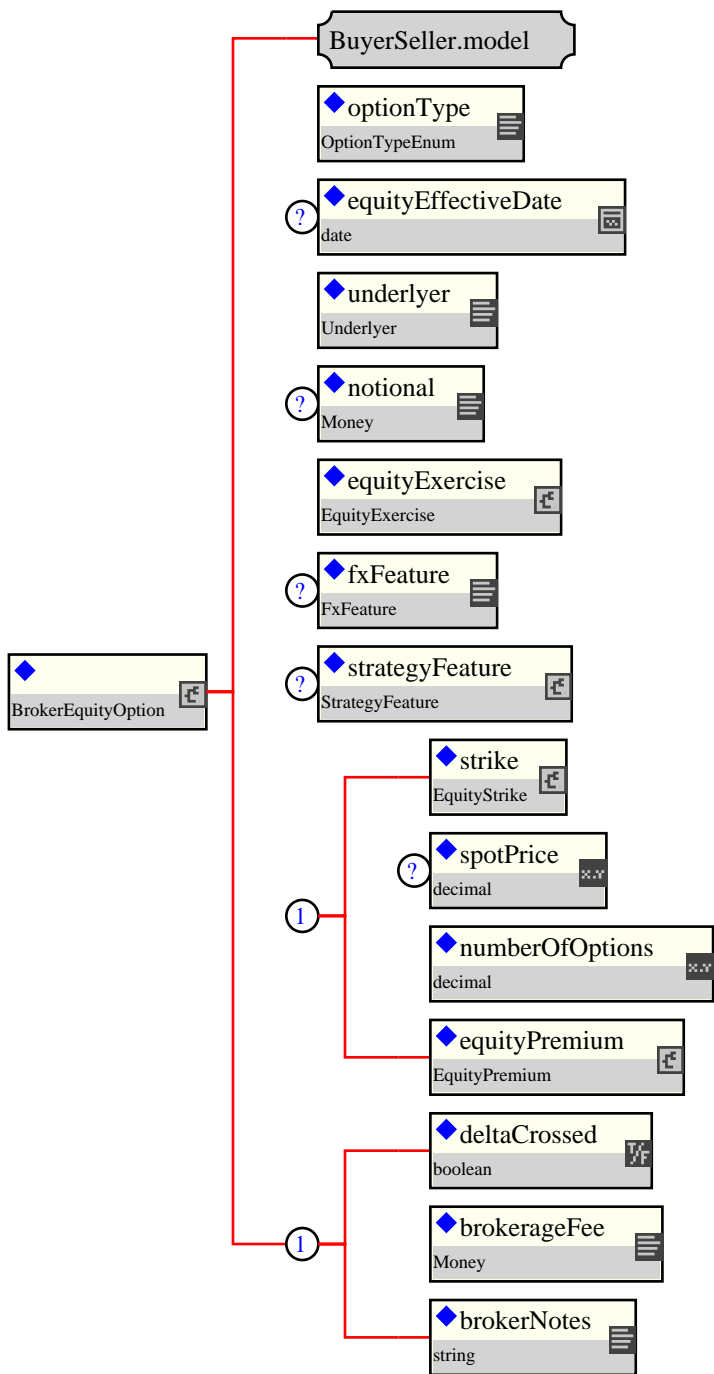 BuyerSeller.model
optionType
OptionTypeEnum
?
equityEffectiveDate
date
underlyer
Underlyer
?
notional
Money
equityExercise
EquityExercise
?
fxFeature
FxFeature
BrokerEquityOption
?
strategyFeature
StrategyFeature
strike
EquityStrike
?
spotPrice
decimal
x.y
1
numberOfOptions
decimal
x.y
equityPremium
EquityPremium
deltaCrossed
boolean
T/F
1
brokerageFee
Money
brokerNotes
string